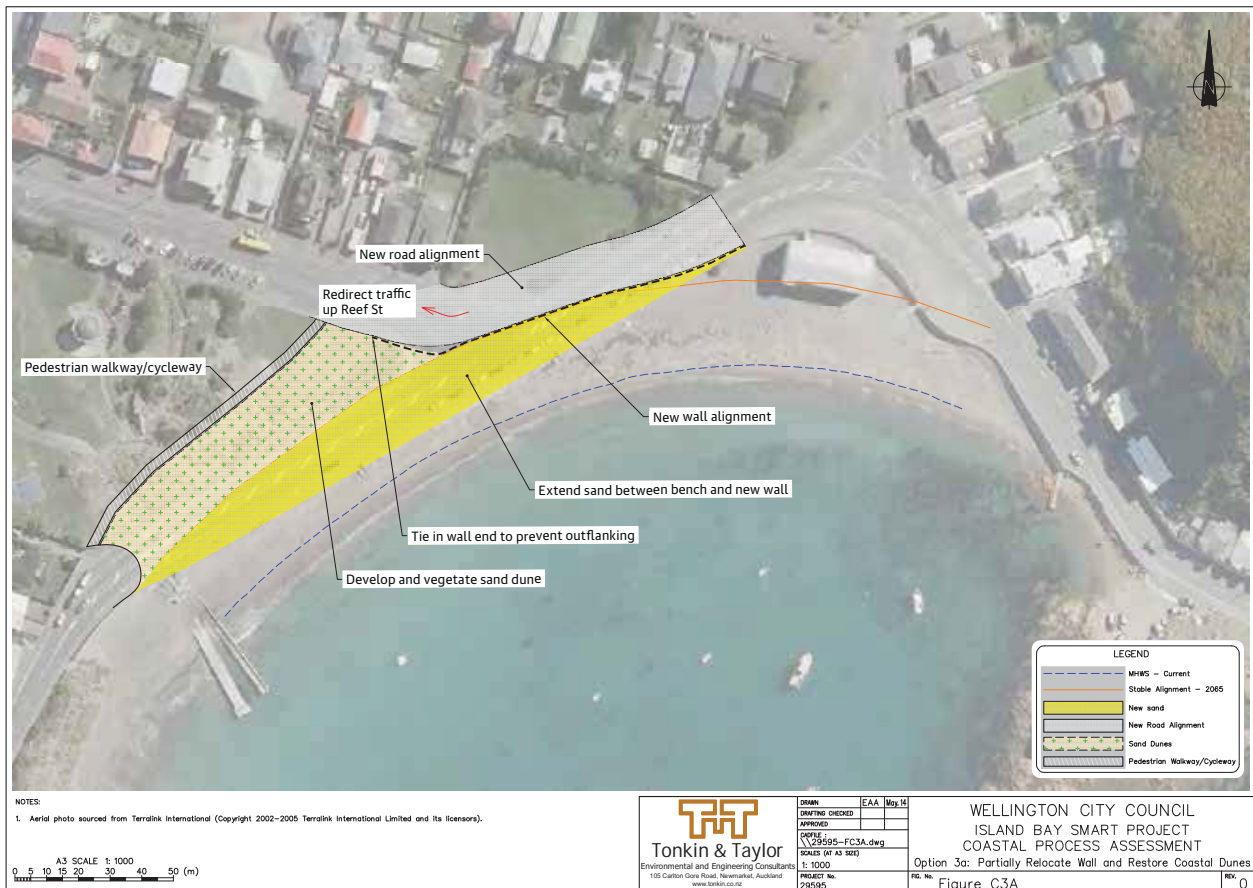 N
New road alignment
Redirect traffic
up Reef St
Pedestrian walkway/cycleway
New wall alignment
Extend sand between bench and new wall
Tie in wall end to prevent outflanking
Develop and vegetate sand dune
LEGEND
MHWS - Current
Stable Alignment - 2065
New sand
New Road Alignment
Sand Dunes
Pedestrian Walkway/Cycleway
NOTES:
1. Aerial photo sourced from Terralink International (Copyright 2002-2005 Terralink International Limited and its licensors).
A3 SCALE 1: 1000
0 5 10 15 20 30 40 50 (m)
Tonkin & Taylor
Environmental and Engineering Consultants
105 Carlton Gore Road, Newmarket, Auckland
www.tonkin.co.nz
DRAWN EAA May.14
DRAFTING CHECKED
APPROVED
CADFILE :
\\29595-FC3A.dwg
SCALES (AT A3 SIZE)
1: 1000
PROJECT No.
29595
WELLINGTON CITY COUNCIL
ISLAND BAY SMART PROJECT
COASTAL PROCESS ASSESSMENT
Option 3a: Partially Relocate Wall and Restore Coastal Dunes
FIG. No. Figure C3A
REV. 0